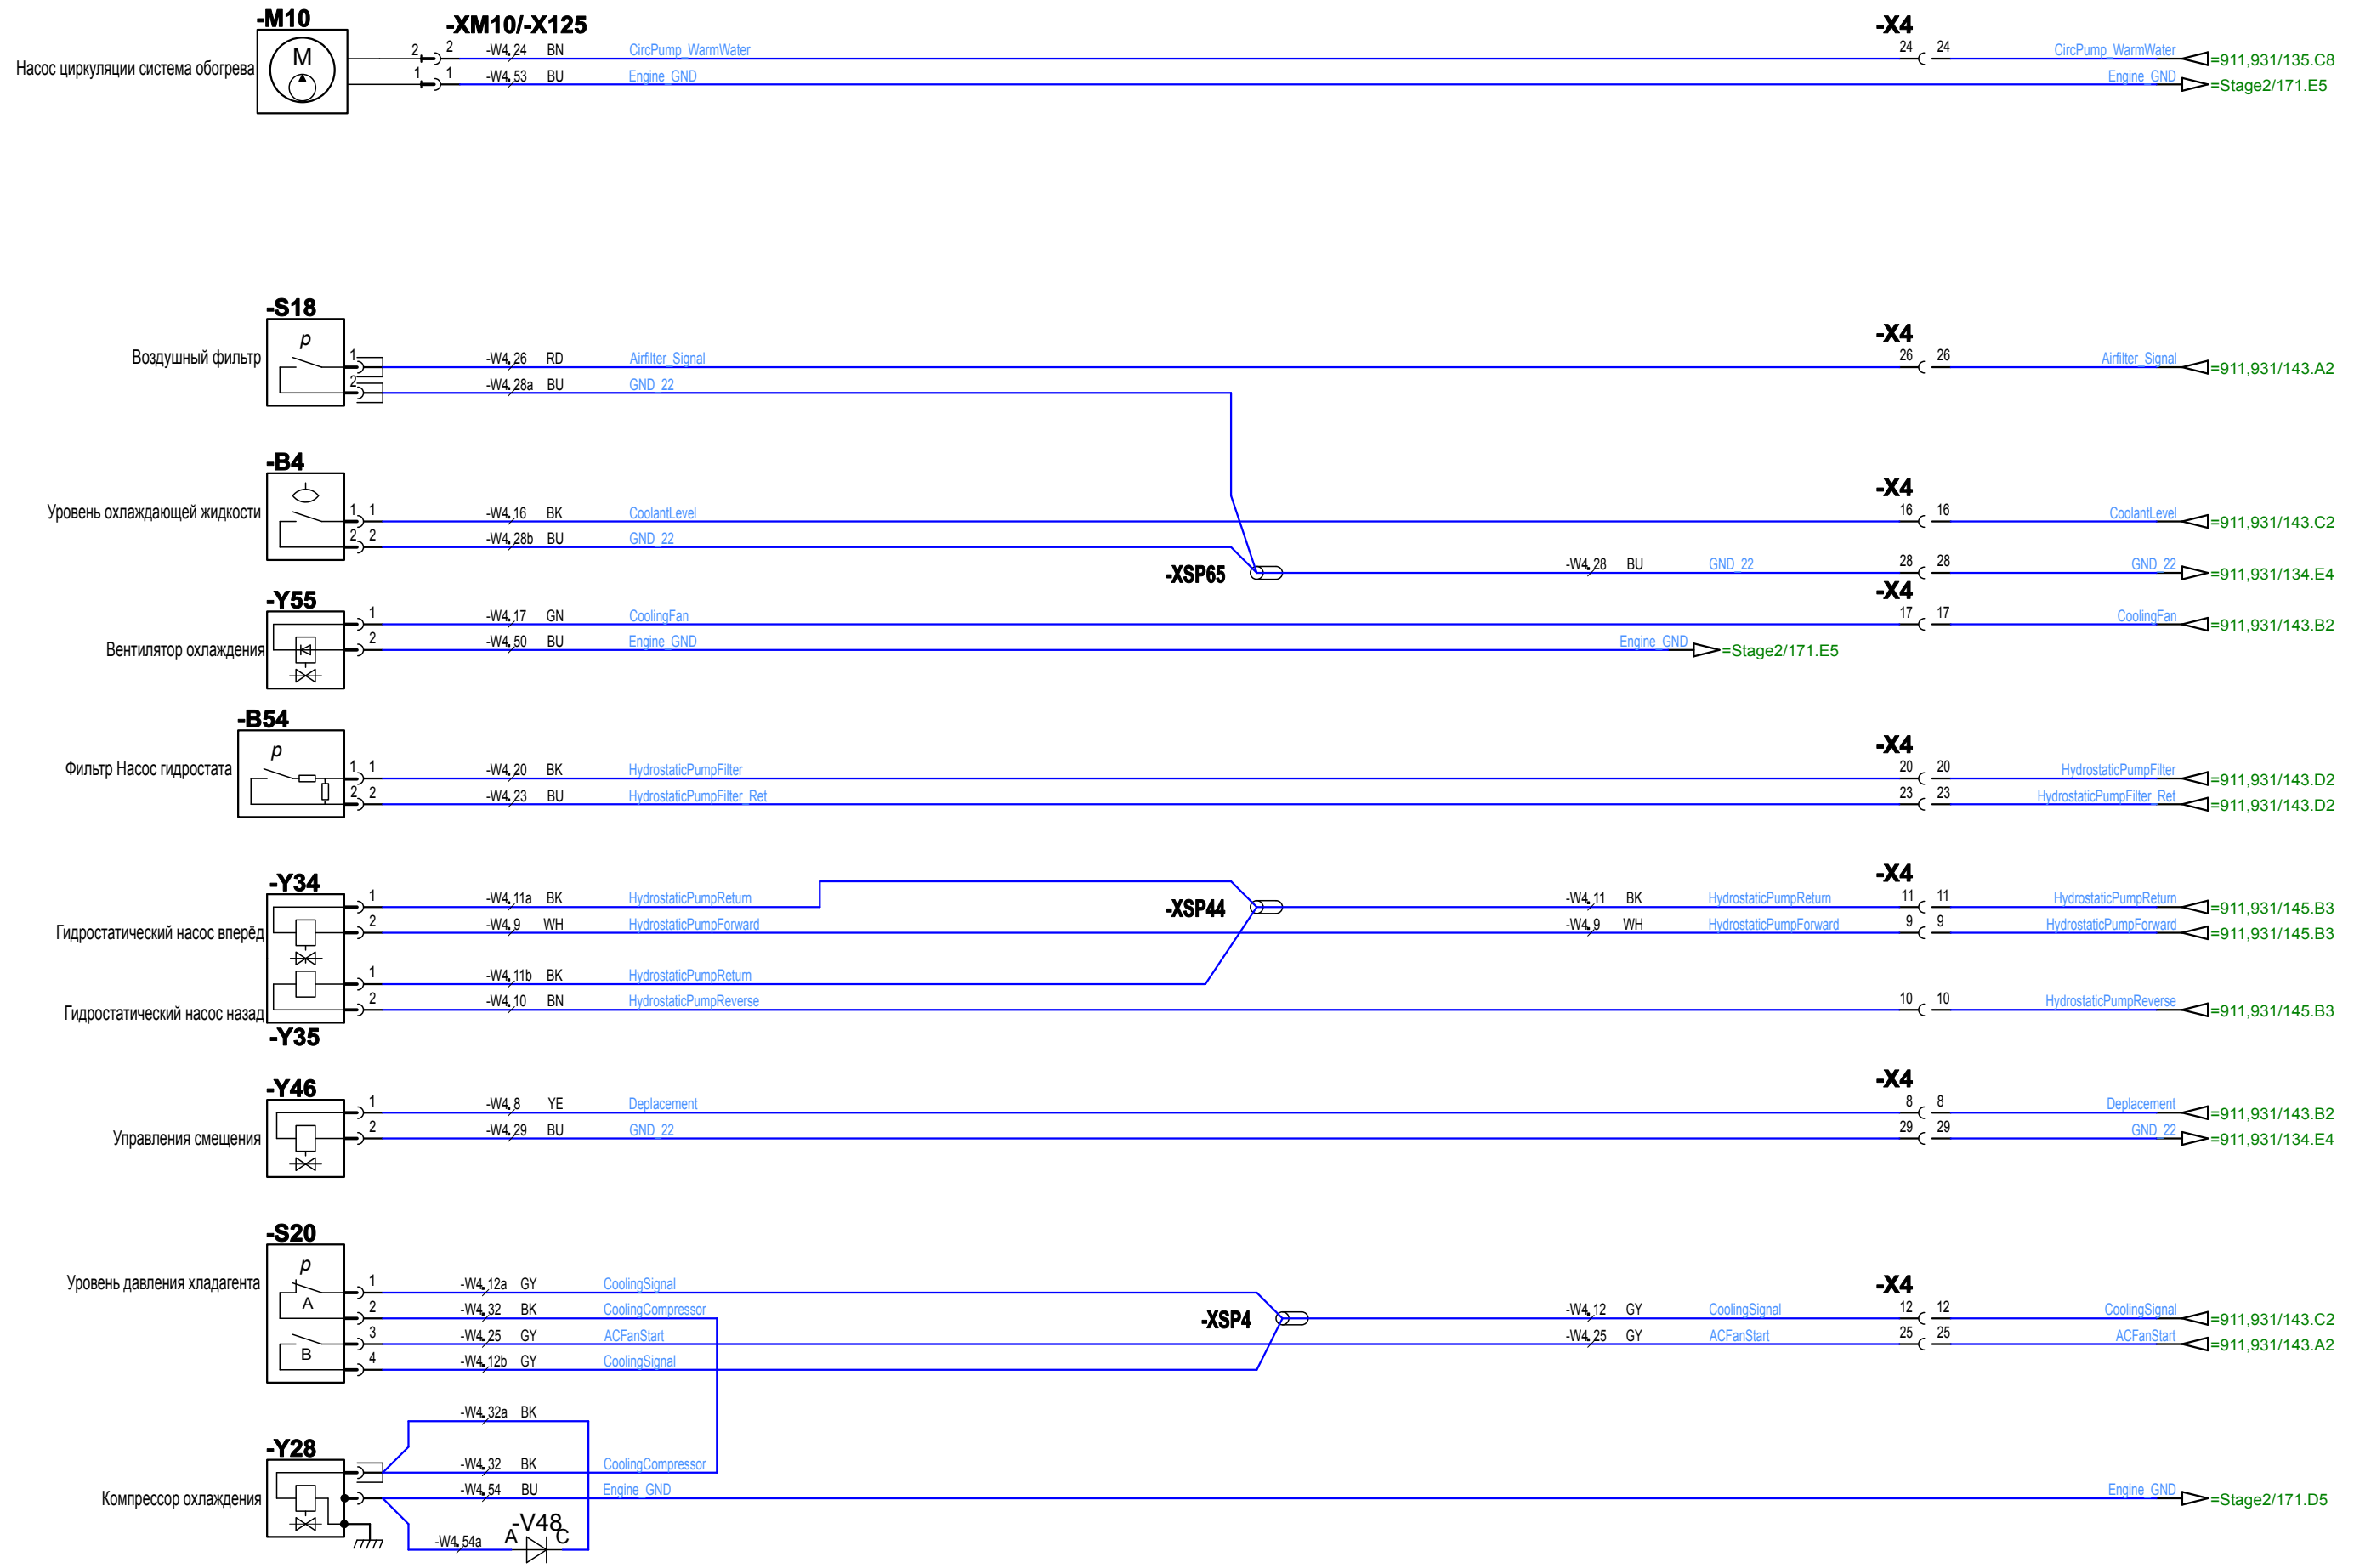 -M10
-XM10/-X125
-X4
Насос циркуляции система обогрева
M
2 2 -W4.24 BN CircPump_WarmWater 24 24 CircPump_WarmWater =911,931/135.C8
1 1 -W4.53 BU Engine_GND Engine_GND =Stage2/171.E5
-S18
-X4
p
Воздушный фильтр
1 -W4.26 RD Airfilter_Signal 26 26 Airfilter_Signal =911,931/143.A2
2 -W4.28a BU GND_22
-B4
-X4
Уровень охлаждающей жидкости
1 1 -W4.16 BK CoolantLevel 16 16 CoolantLevel =911,931/143.C2
2 2 -W4.28b BU GND_22
-XSP65 -W4.28 BU GND_22 28 28 GND_22 =911,931/134.E4
-Y55
-X4
1 -W4.17 GN CoolingFan 17 17 CoolingFan =911,931/143.B2
Вентилятор охлаждения
2 -W4.50 BU Engine_GND Engine_GND =Stage2/171.E5
-B54
-X4
p
Фильтр Насос гидростата
1 1 -W4.20 BK HydrostaticPumpFilter 20 20 HydrostaticPumpFilter =911,931/143.D2
2 2 -W4.23 BU HydrostaticPumpFilter_Ret 23 23 HydrostaticPumpFilter_Ret =911,931/143.D2
-Y34
-X4
1 -W4.11a BK HydrostaticPumpReturn -XSP44 -W4.11 BK HydrostaticPumpReturn 11 11 HydrostaticPumpReturn =911,931/145.B3
Гидростатический насос вперёд
2 -W4.9 WH HydrostaticPumpForward -W4.9 WH HydrostaticPumpForward 9 9 HydrostaticPumpForward =911,931/145.B3
1 -W4.11b BK HydrostaticPumpReturn
Гидростатический насос назад
2 -W4.10 BN HydrostaticPumpReverse 10 10 HydrostaticPumpReverse =911,931/145.B3
-Y35
-Y46
-X4
1 -W4.8 YE Deplacement 8 8 Deplacement =911,931/143.B2
Управления смещения
2 -W4.29 BU GND_22 29 29 GND_22 =911,931/134.E4
-S20
-X4
p
Уровень давления хладагента
A
1 -W4.12a GY CoolingSignal
2 -W4.32 BK CoolingCompressor -XSP4 -W4.12 GY CoolingSignal 12 12 CoolingSignal =911,931/143.C2
3 -W4.25 GY ACFanStart -W4.25 GY ACFanStart 25 25 ACFanStart =911,931/143.A2
B
4 -W4.12b GY CoolingSignal
-W4.32a BK
-Y28
-W4.32 BK CoolingCompressor
Компрессор охлаждения
-W4.54 BU Engine_GND Engine_GND =Stage2/171.D5
-V48
-W4.54a A C